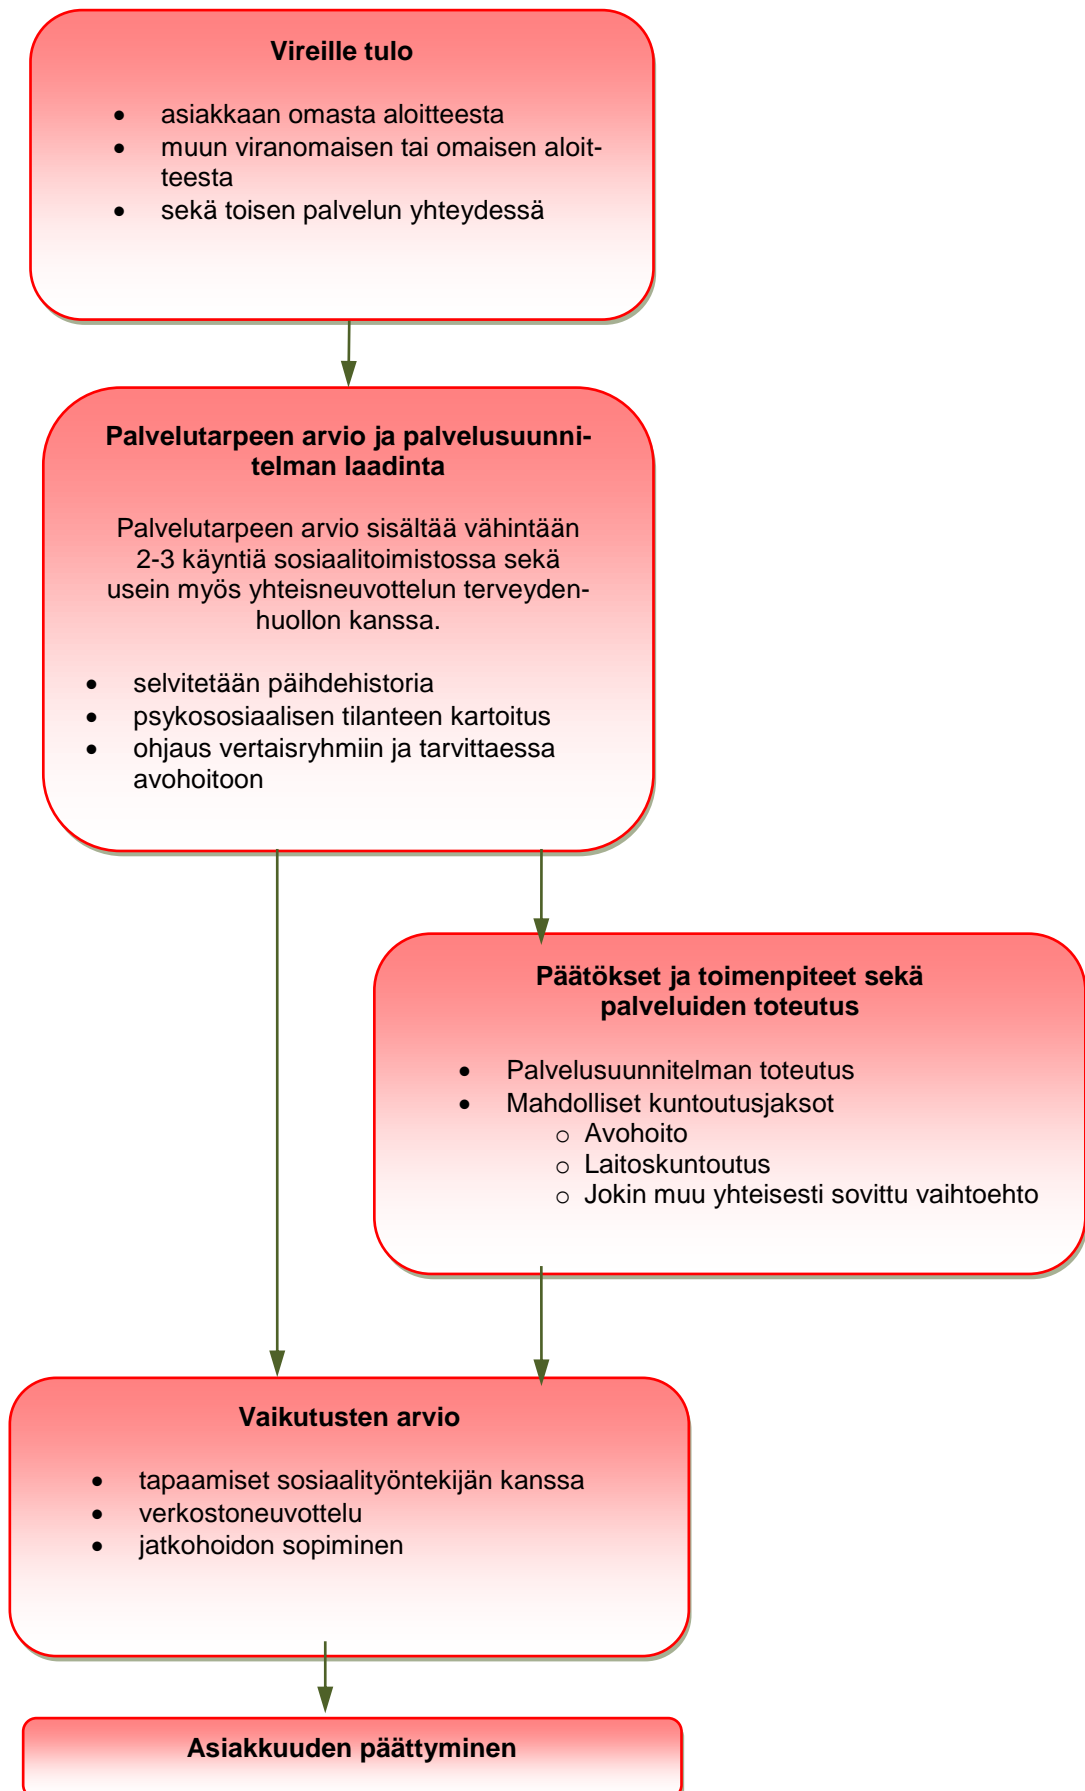 Vireille tulo
• asiakkaan omasta aloitteesta
• muun viranomaisen tai omaisen aloit-
teesta
• sekä toisen palvelun yhteydessä
Palvelutarpeen arvio ja palvelusuunni-
telman laadinta
Palvelutarpeen arvio sisältää vähintään
2-3 käyntiä sosiaalitoimistossa sekä
usein myös yhteisneuvottelun terveyden-
huollon kanssa.
• selvitetään päihdehistoria
• psykososiaalisen tilanteen kartoitus
• ohjaus vertaisryhmiin ja tarvittaessa
avohoitoon
Päätökset ja toimenpiteet sekä
palveluiden toteutus
• Palvelusuunnitelman toteutus
• Mahdolliset kuntoutusjaksot
o Avohoito
o Laitoskuntoutus
o Jokin muu yhteisesti sovittu vaihtoehto
Vaikutusten arvio
• tapaamiset sosiaalityöntekijän kanssa
• verkostoneuvottelu
• jatkohoidon sopiminen
Asiakkuuden päättyminen